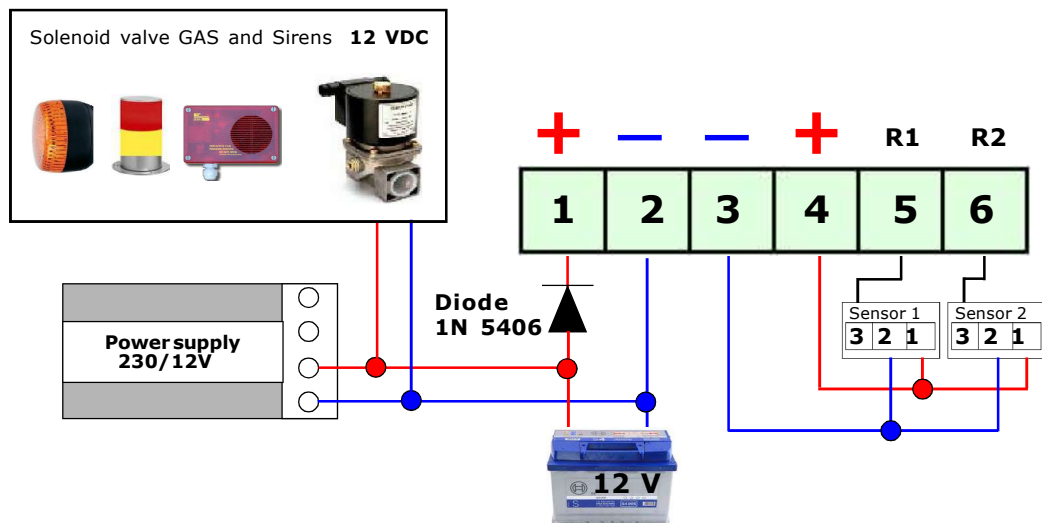 Solenoid valve GAS and Sirens 12 VDC
+ − − + R1 R2
1 2 3 4 5 6
Diode
1N 5406
Power supply
230/12V
Sensor 1
3 2 1
Sensor 2
3 2 1
12 V